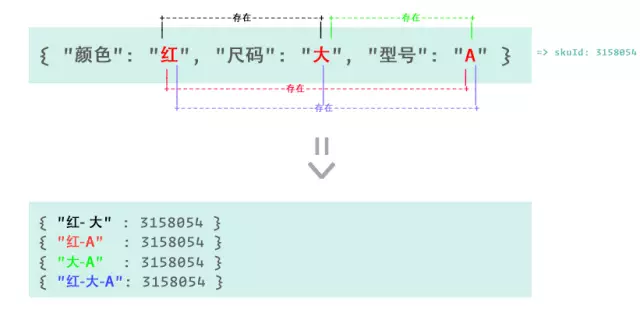 存在 存在
{ "颜色": "红", "尺码": "大", "型号": "A" } => skuId: 3158054
存在
存在
{ "红-大" : 3158054 }
{ "红-A" : 3158054 }
{ "大-A" : 3158054 }
{ "红-大-A": 3158054 }